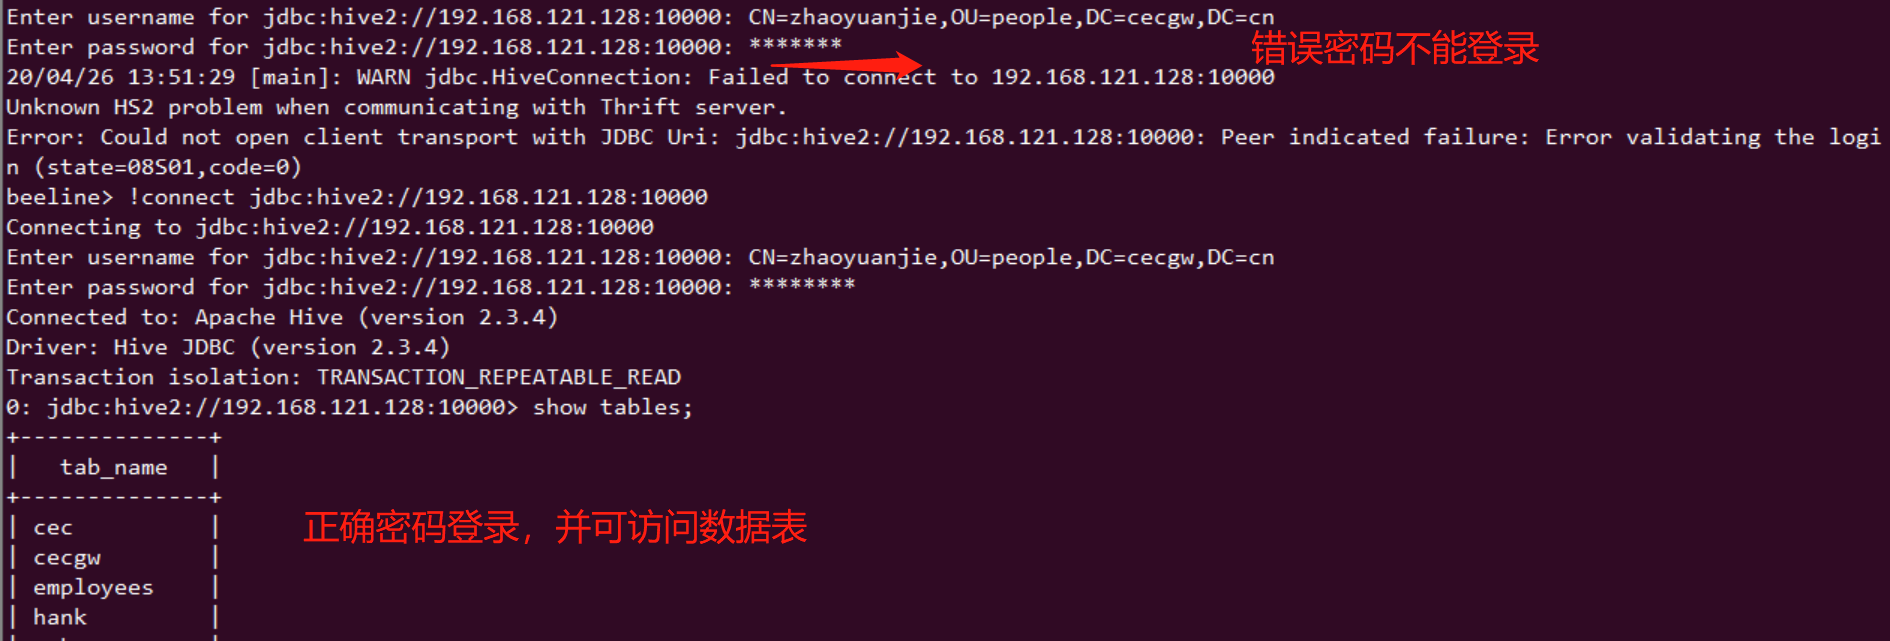 Enter username for jdbc:hive2://192.168.121.128:10000: CN=zhaoyuanjie,OU=people,DC=cecgw,DC=cn
Enter password for jdbc:hive2://192.168.121.128:10000: *******
错误密码不能登录
20/04/26 13:51:29 [main]: WARN jdbc.HiveConnection: Failed to connect to 192.168.121.128:10000
Unknown HS2 problem when communicating with Thrift server.
Error: Could not open client transport with JDBC Uri: jdbc:hive2://192.168.121.128:10000: Peer indicated failure: Error validating the logi
n (state=08S01,code=0)
beeline> !connect jdbc:hive2://192.168.121.128:10000
Connecting to jdbc:hive2://192.168.121.128:10000
Enter username for jdbc:hive2://192.168.121.128:10000: CN=zhaoyuanjie,OU=people,DC=cecgw,DC=cn
Enter password for jdbc:hive2://192.168.121.128:10000: ********
Connected to: Apache Hive (version 2.3.4)
Driver: Hive JDBC (version 2.3.4)
Transaction isolation: TRANSACTION_REPEATABLE_READ
0: jdbc:hive2://192.168.121.128:10000> show tables;
+--------------+
|   tab_name   |
+--------------+
| cec          |
正确密码登录，并可访问数据表
| cecgw        |
| employees    |
| hank         |